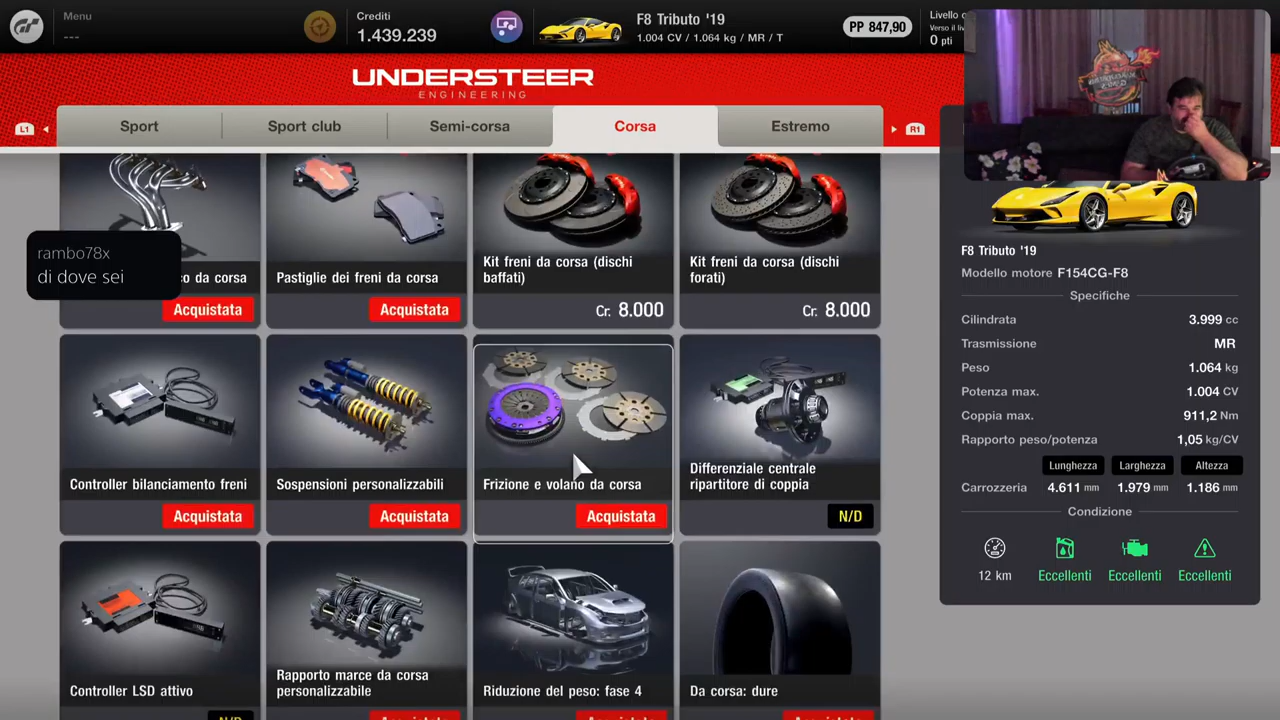 Menu
---
Crediti
1.439.239
F8 Tributo '19
1.004 CV / 1.064 kg / MR / T
PP 847,90
Livello
Verso il liv
0 pti
UNDERSTEER
ENGINEERING
L1
Sport
Sport club
Semi-corsa
Corsa
Estremo
R1
rambo78x
di dove sei
co da corsa
Acquistata
Pastiglie dei freni da corsa
Acquistata
Kit freni da corsa (dischi
baffati)
Cr. 8.000
Kit freni da corsa (dischi
forati)
Cr. 8.000
Controller bilanciamento freni
Acquistata
Sospensioni personalizzabili
Acquistata
Frizione e volano da corsa
Acquistata
Differenziale centrale
ripartitore di coppia
N/D
Controller LSD attivo
N/D
Rapporto marce da corsa
personalizzabile
Acquistata
Riduzione del peso: fase 4
Acquistata
Da corsa: dure
Acquistata
F8 Tributo '19
Modello motore F154CG-F8
Specifiche
Cilindrata 3.999 cc
Trasmissione MR
Peso 1.064 kg
Potenza max. 1.004 CV
Coppia max. 911,2 Nm
Rapporto peso/potenza 1,05 kg/CV
Lunghezza Larghezza Altezza
Carrozzeria 4.611 mm 1.979 mm 1.186 mm
Condizione
12 km Eccellenti Eccellenti Eccellenti